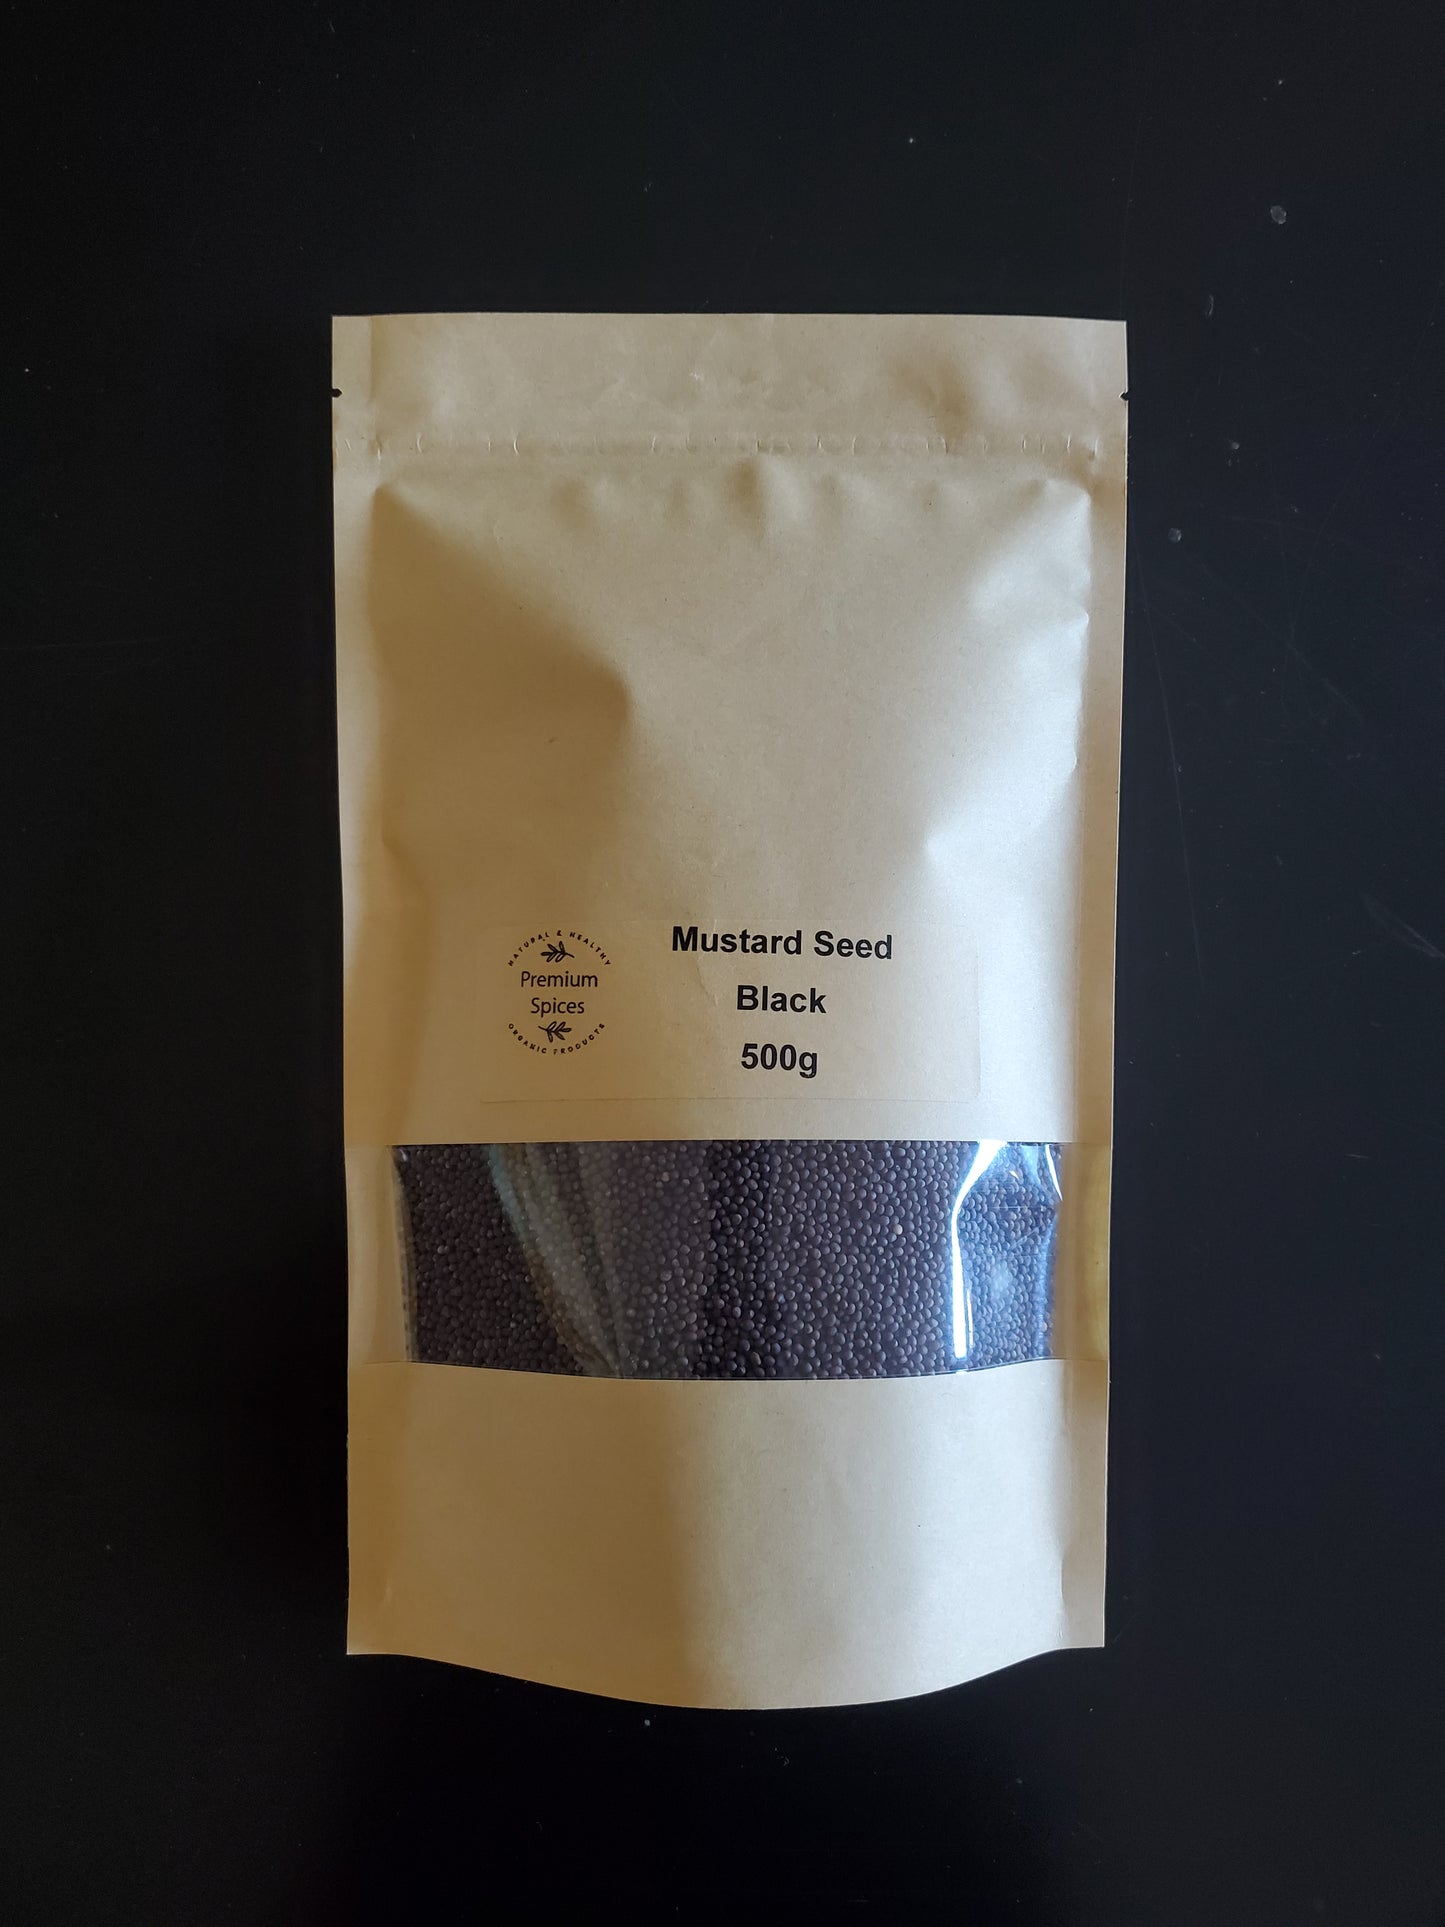 NATURAL & HEALTHY
Premium
Spices
ORGANIC PRODUCTS
Mustard Seed
Black
500g